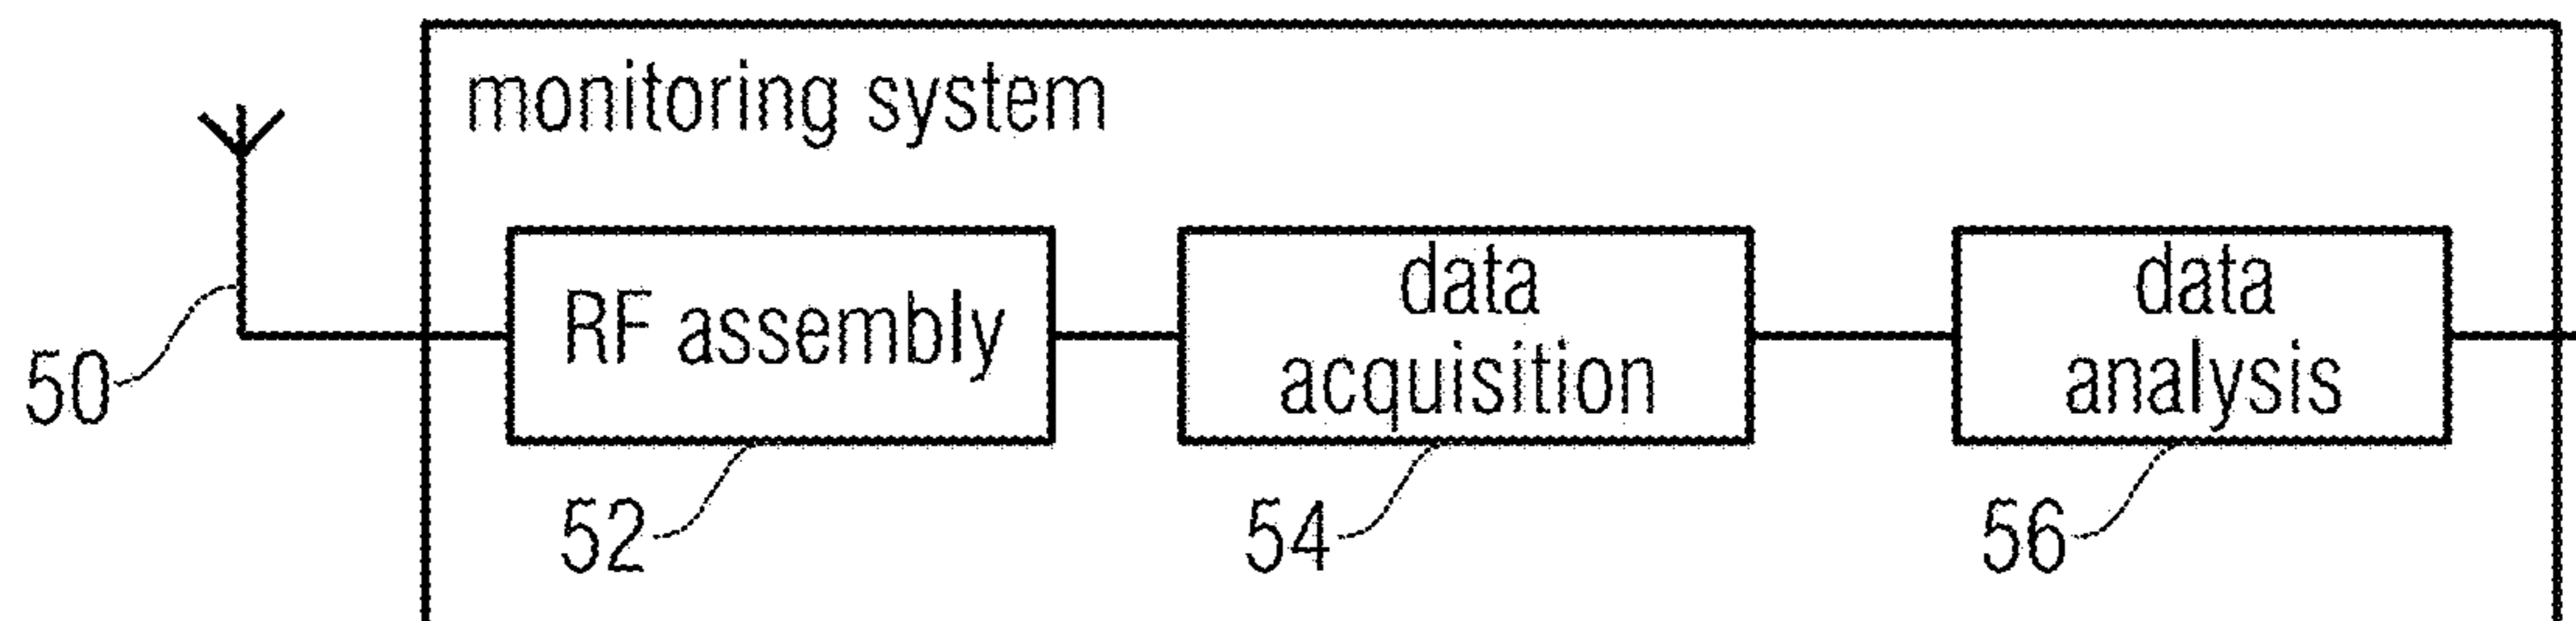 monitoring system
RF assembly
data
acquisition
data
analysis
50
52
54
56